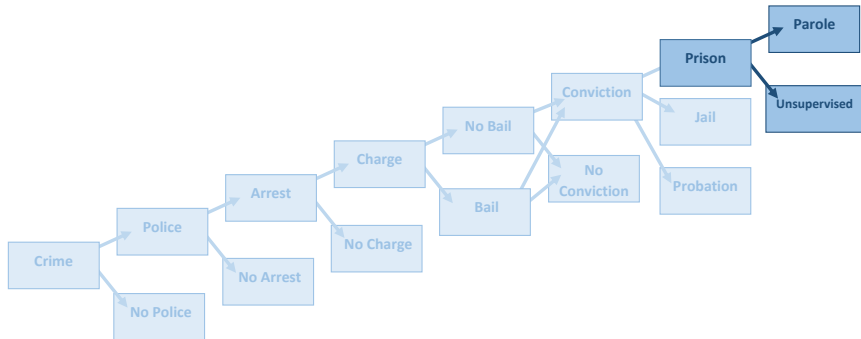 Parole
Prison
Unsupervised
Conviction
Jail
No Bail
Charge
No
Conviction
Probation
Arrest
Bail
Police
No Charge
Crime
No Arrest
No Police